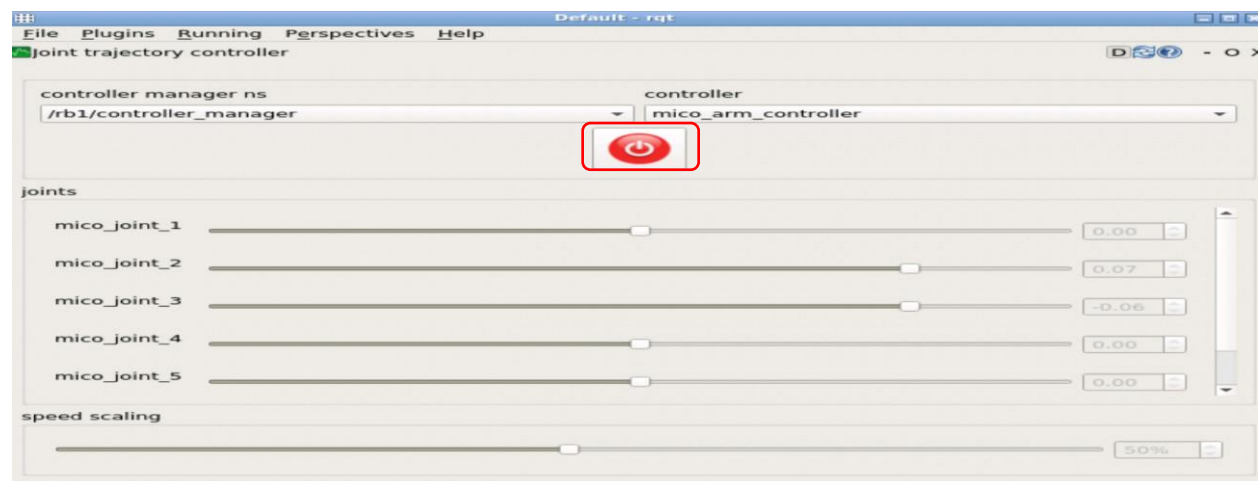 Default - rqt
File Plugins Running Perspectives Help
Joint trajectory controller D - O X
controller manager ns controller
/rb1/controller_manager mico_arm_controller
joints
mico_joint_1 0.00
mico_joint_2 0.07
mico_joint_3 -0.06
mico_joint_4 0.00
mico_joint_5 0.00
speed scaling
50%